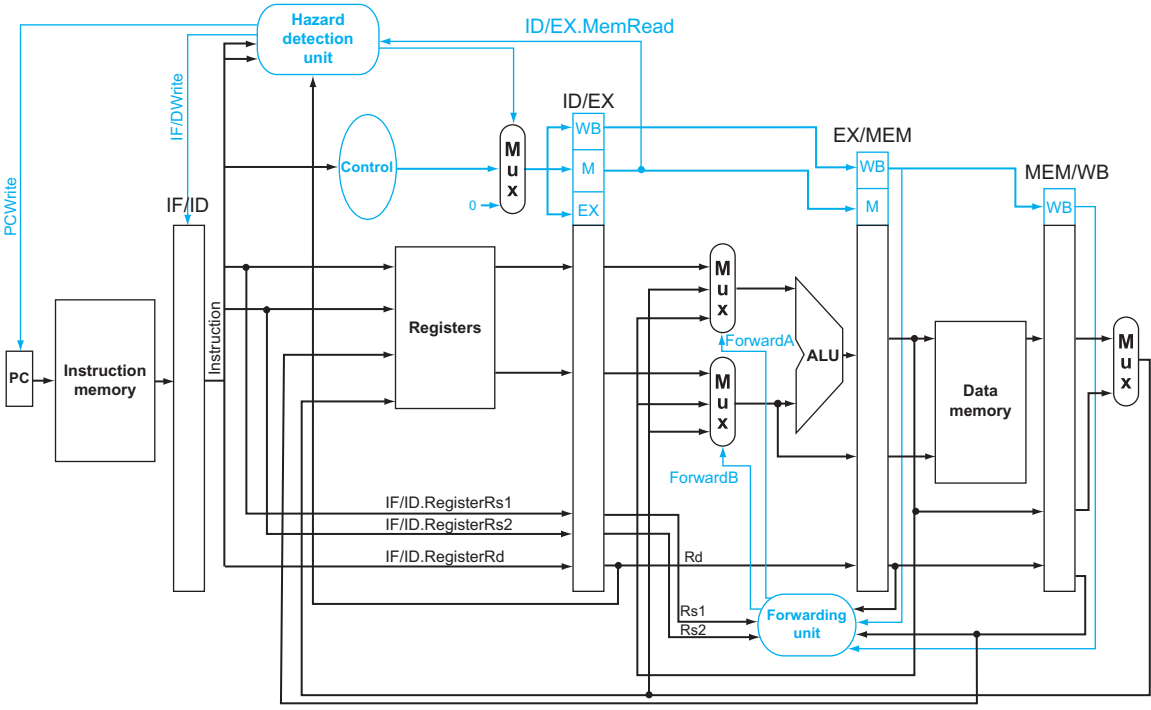 Hazard
detection
unit
ID/EX.MemRead
ID/EX
EX/MEM
MEM/WB
IF/DWrite
PCWrite
IF/ID
Control
0
M
u
x
WB
M
EX
WB
M
WB
PC
Instruction
memory
Instruction
Registers
M
u
x
ForwardA
M
u
x
ForwardB
ALU
Data
memory
M
u
x
IF/ID.RegisterRs1
IF/ID.RegisterRs2
IF/ID.RegisterRd
Rd
Rs1
Rs2
Forwarding
unit